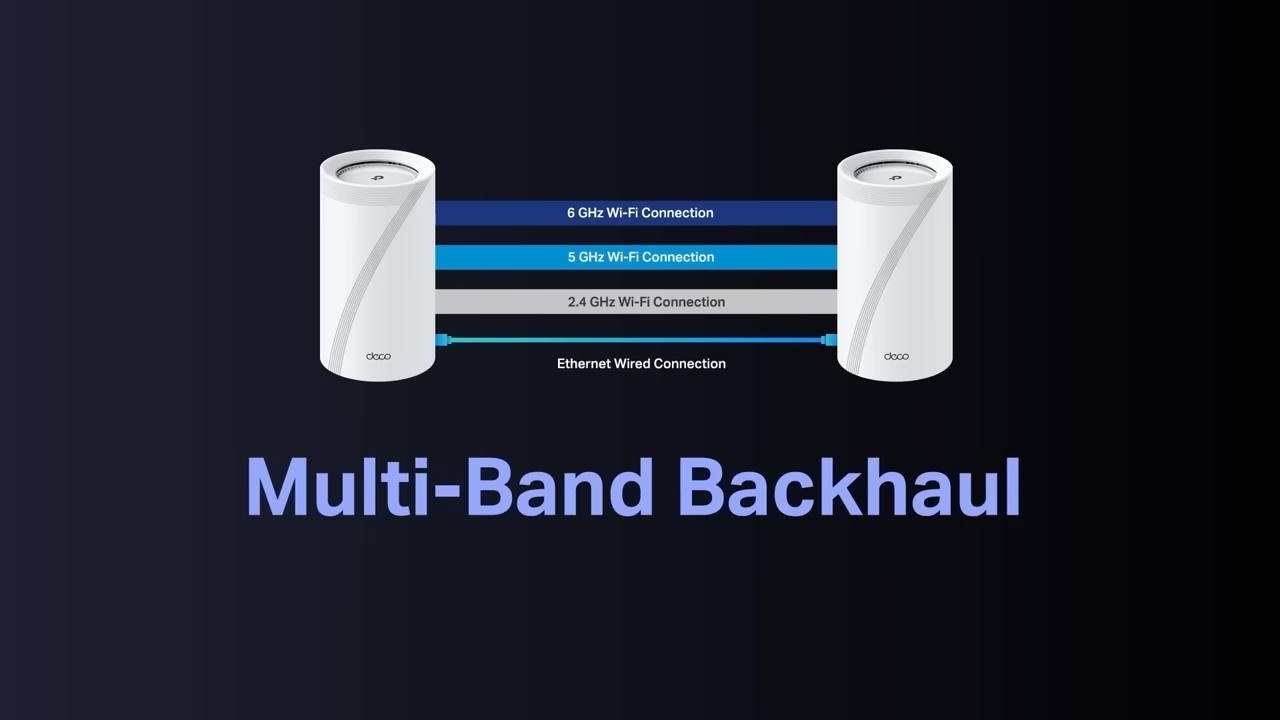 6 GHz Wi-Fi Connection
5 GHz Wi-Fi Connection
2.4 GHz Wi-Fi Connection
deco
deco
Ethernet Wired Connection
Multi-Band Backhaul